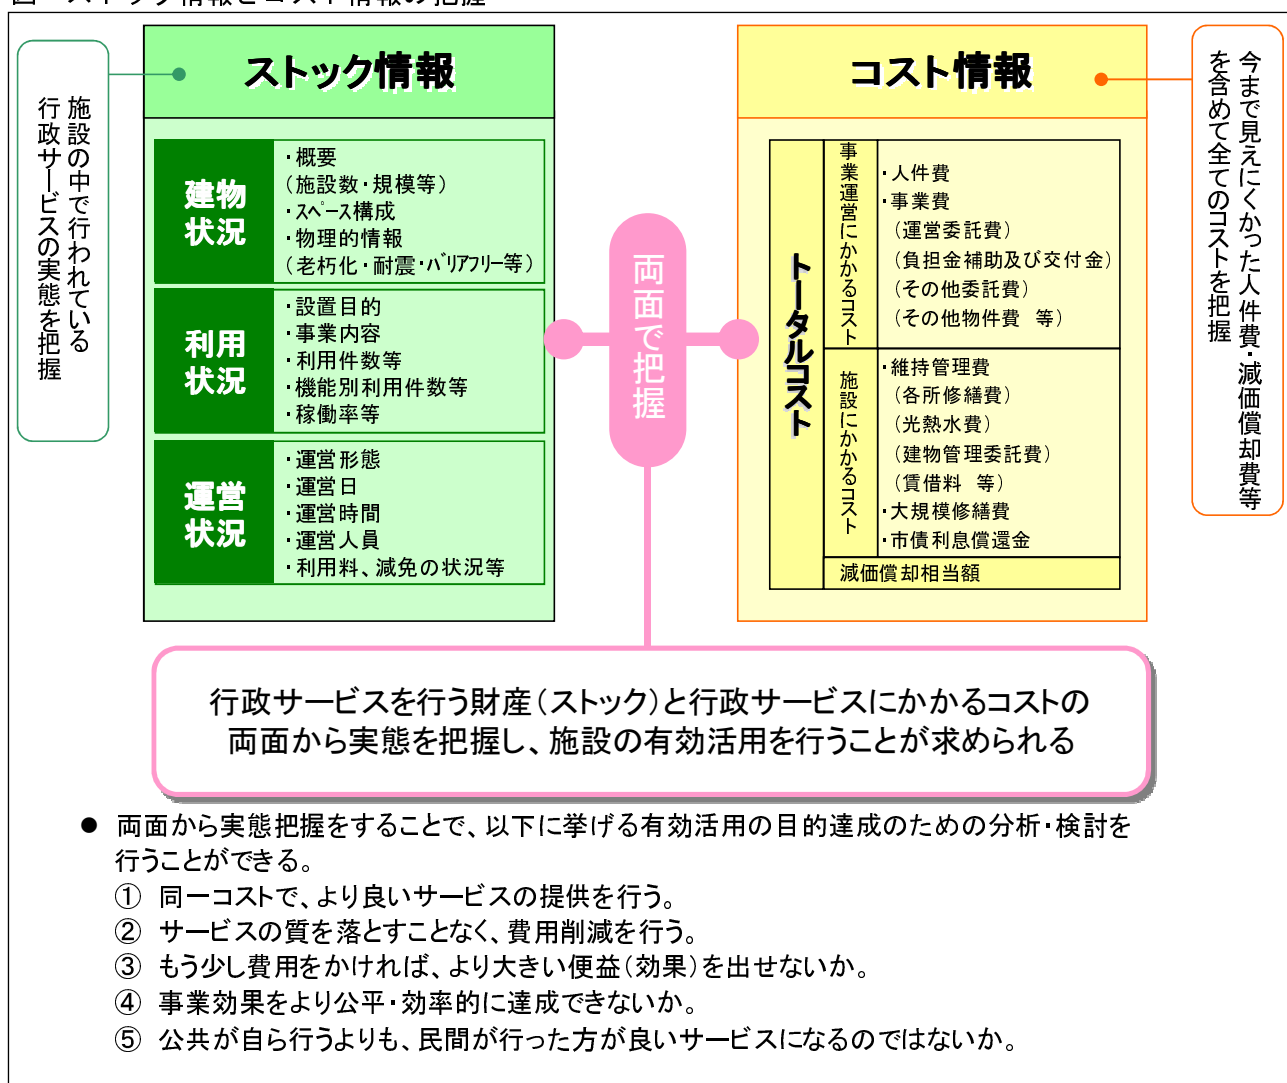 図 ストック情報とコスト情報の把握
施設の中で行われている
行政サービスの実態を把握
ストック情報
建物
状況
・概要
(施設数・規模等)
・スペース構成
・物理的情報
(老朽化・耐震・バリアフリー等)
利用
状況
・設置目的
・事業内容
・利用件数等
・機能別利用件数等
・稼働率等
運営
状況
・運営形態
・運営日
・運営時間
・運営人員
・利用料、減免の状況等
両面で把握
コスト情報
トータルコスト
事業運営にかかるコスト
・人件費
・事業費
(運営委託費)
(負担金補助及び交付金)
(その他委託費)
(その他物件費 等)
施設にかかるコスト
・維持管理費
(各所修繕費)
(光熱水費)
(建物管理委託費)
(賃借料 等)
・大規模修繕費
・市債利息償還金
減価償却相当額
今まで見えにくかった人件費・減価償却費等
を含めて全てのコストを把握
行政サービスを行う財産(ストック)と行政サービスにかかるコストの
両面から実態を把握し、施設の有効活用を行うことが求められる
● 両面から実態把握をすることで、以下に挙げる有効活用の目的達成のための分析・検討を
行うことができる。
① 同一コストで、より良いサービスの提供を行う。
② サービスの質を落とすことなく、費用削減を行う。
③ もう少し費用をかければ、より大きい便益(効果)を出せないか。
④ 事業効果をより公平・効率的に達成できないか。
⑤ 公共が自ら行うよりも、民間が行った方が良いサービスになるのではないか。